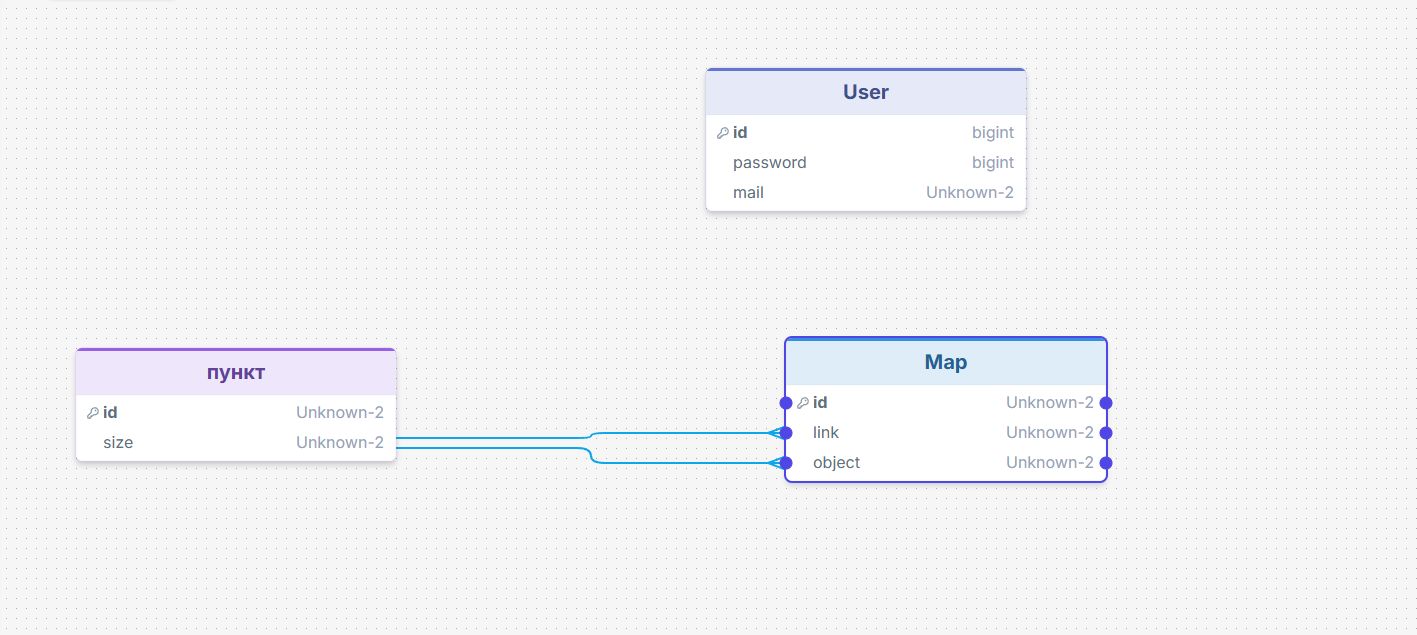 User
id bigint
password bigint
mail Unknown-2
пункт
id Unknown-2
size Unknown-2
Map
id Unknown-2
link Unknown-2
object Unknown-2